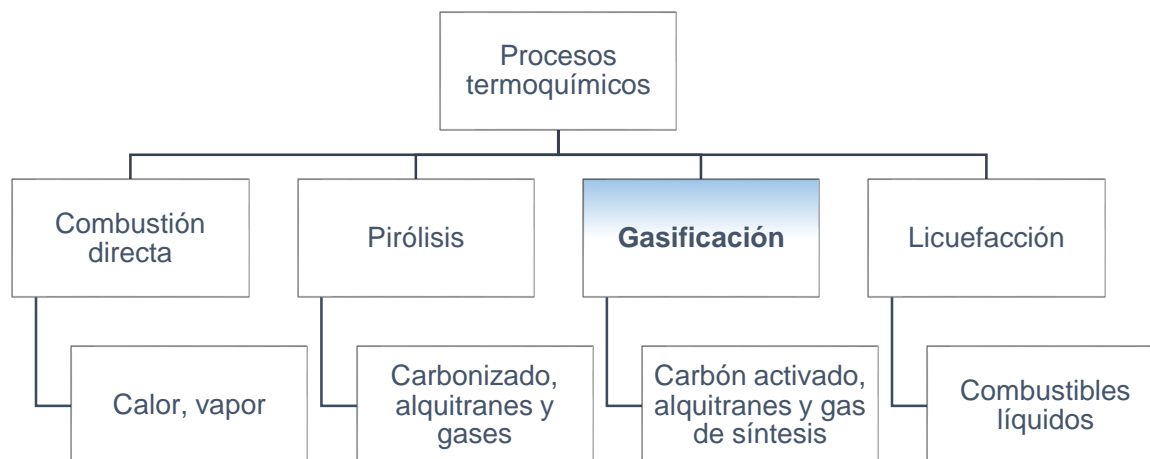 Procesos
termoquímicos
Combustión
directa
Pirólisis
Gasificación
Licuefacción
Calor, vapor
Carbonizado,
alquitranes y
gases
Carbón activado,
alquitranes y gas
de síntesis
Combustibles
líquidos